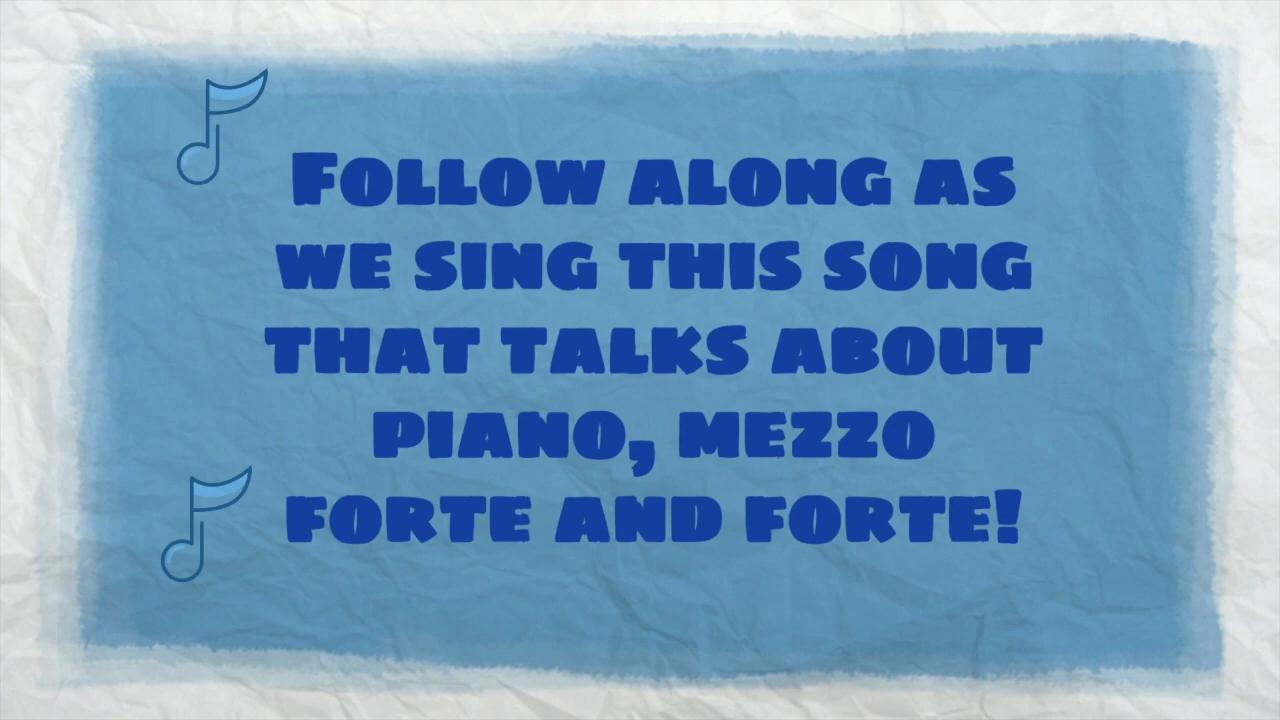 Follow along as
we sing this song
that talks about
piano, mezzo
forte and forte!